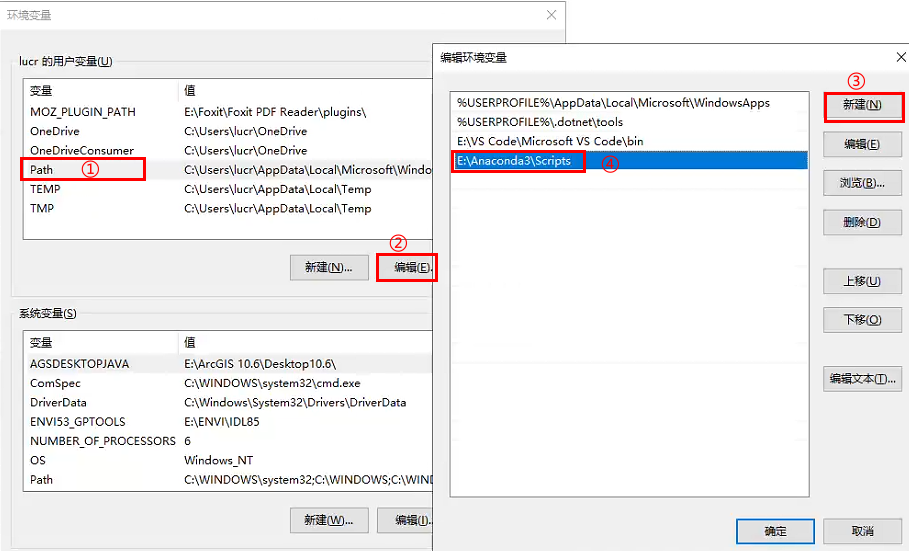 环境变量
lucr 的用户变量(U)
变量 值
MOZ_PLUGIN_PATH E:\Foxit\Foxit PDF Reader\plugins\
OneDrive C:\Users\lucr\OneDrive
OneDriveConsumer C:\Users\lucr\OneDrive
Path ① C:\Users\lucr\AppData\Local\Microsoft\Windo
TEMP C:\Users\lucr\AppData\Local\Temp
TMP C:\Users\lucr\AppData\Local\Temp
②
新建(N)... 编辑(E).
系统变量(S)
变量 值
AGSDESKTOPJAVA E:\ArcGIS 10.6\Desktop10.6\
ComSpec C:\WINDOWS\system32\cmd.exe
DriverData C:\Windows\System32\Drivers\DriverData
ENVI53_GPTOOLS E:\ENVI\IDL85
NUMBER_OF_PROCESSORS 6
OS Windows_NT
Path C:\WINDOWS\system32;C:\WINDOWS;C:\WIND
新建(W)... 编辑(I)..
编辑环境变量
%USERPROFILE%\AppData\Local\Microsoft\WindowsApps
%USERPROFILE%\.dotnet\tools
E:\VS Code\Microsoft VS Code\bin
E:\Anaconda3\Scripts ④
③
新建(N)
编辑(E)
浏览(B)...
删除(D)
上移(U)
下移(O)
编辑文本(T)...
确定 取消